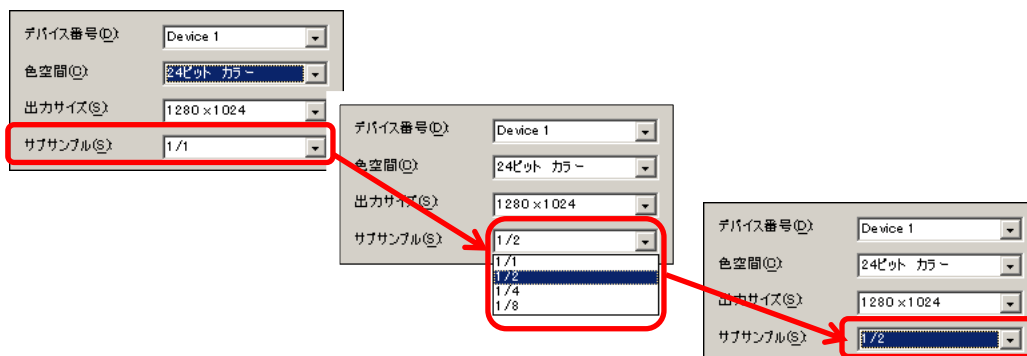 デバイス番号(D): Device 1
色空間(C): 24ビット カラー
出力サイズ(S): 1280×1024
サブサンプル(S): 1/1
デバイス番号(D): Device 1
色空間(C): 24ビット カラー
出力サイズ(S): 1280×1024
サブサンプル(S): 1/2
1/1
1/2
1/4
1/8
デバイス番号(D): Device 1
色空間(C): 24ビット カラー
出力サイズ(S): 1280×1024
サブサンプル(S): 1/2